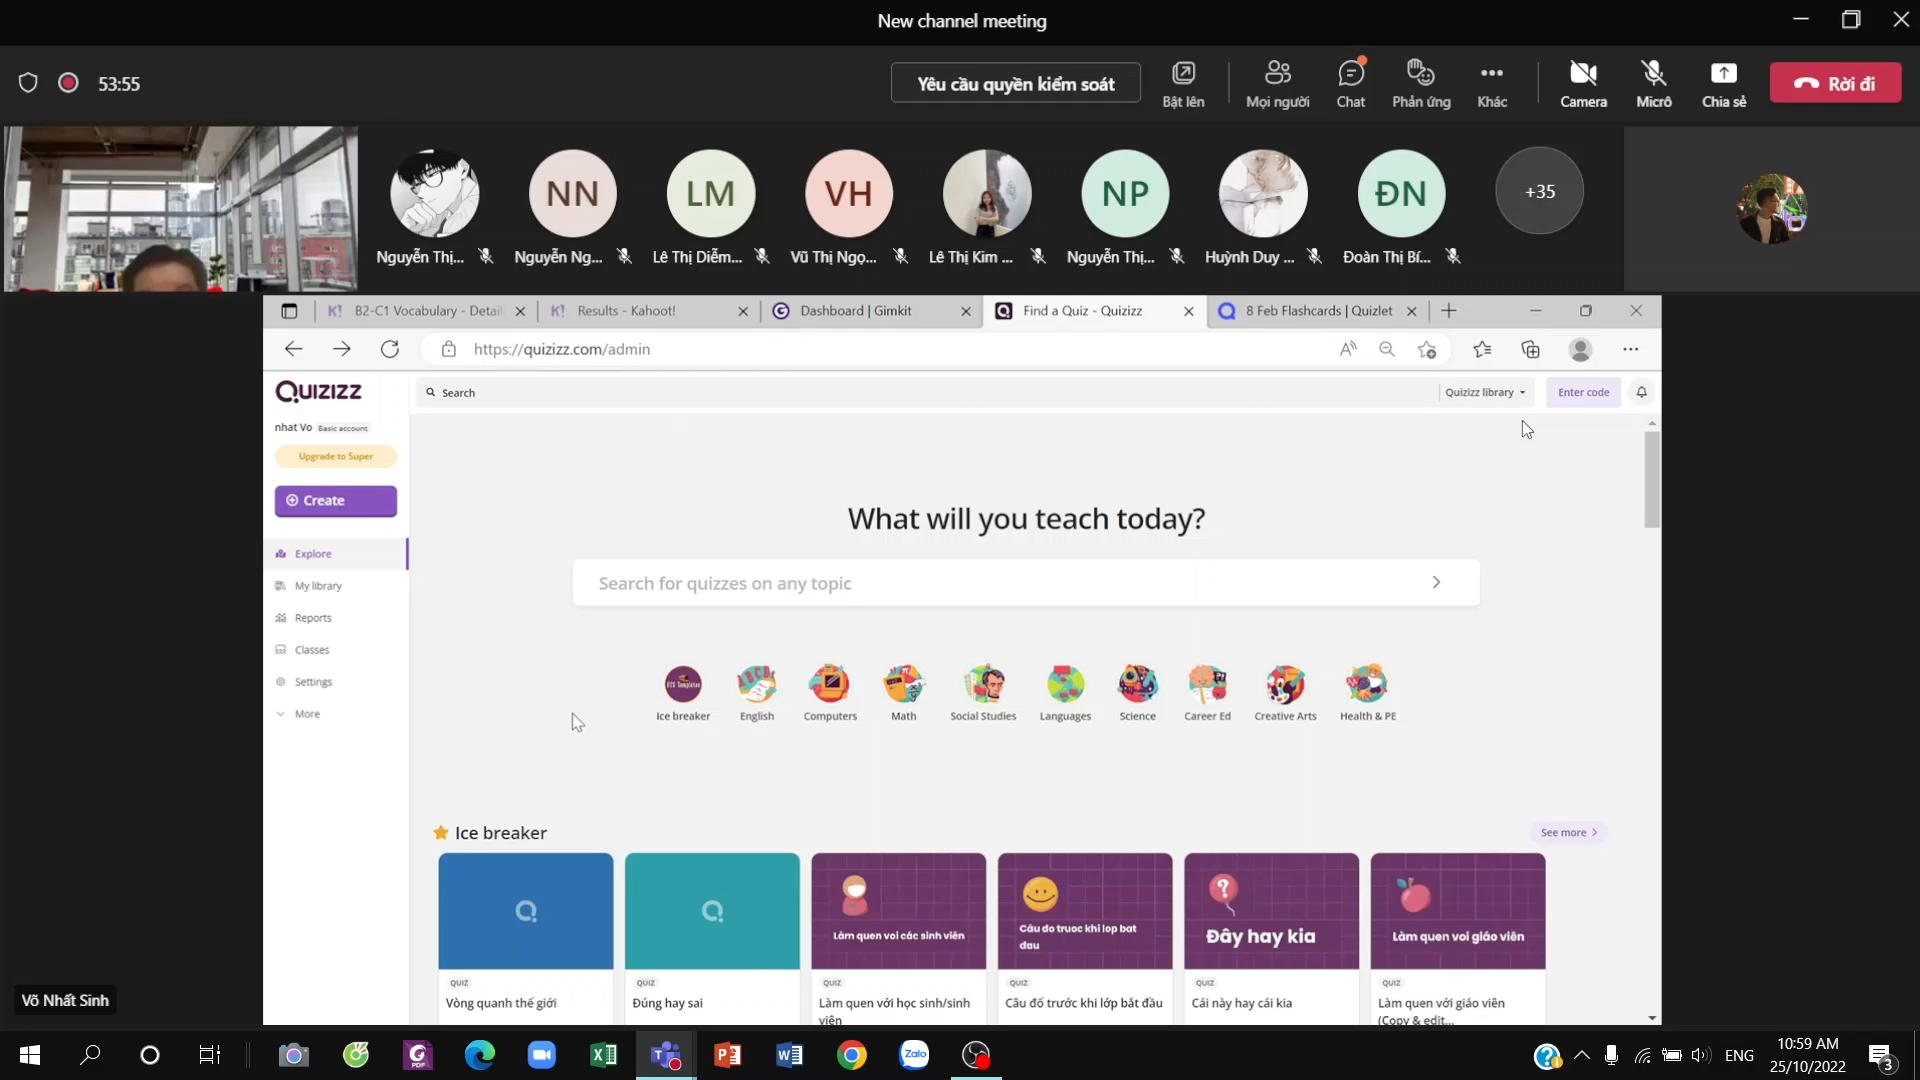 New channel meeting
53:55
Yêu cầu quyền kiểm soát
Bật lên
Mọi người
Chat
Phản ứng
Khác
Camera
Micrô
Chia sẻ
Rời đi
NN
LM
VH
NP
ĐN
+35
Nguyễn Thị...
Nguyễn Ng...
Lê Thị Diễm...
Vũ Thị Ngọ...
Lê Thị Kim ...
Nguyễn Thị...
Huỳnh Duy ...
Đoàn Thị Bí...
K! B2-C1 Vocabulary - Detail
K! Results - Kahoot!
Dashboard | Gimkit
Find a Quiz - Quizizz
8 Feb Flashcards | Quizlet
https://quizizz.com/admin
QUIZIZZ
Search
Quizizz library
Enter code
nhat Vo Basic account
Upgrade to Super
Create
Explore
My library
Reports
Classes
Settings
More
What will you teach today?
Search for quizzes on any topic
Ice breaker
English
Computers
Math
Social Studies
Languages
Science
Career Ed
Creative Arts
Health & PE
Ice breaker
See more
Làm quen voi các sinh viên
Câu do truoc khi lop bat
dau
Đây hay kia
Làm quen voi giáo viên
QUIZ
QUIZ
QUIZ
QUIZ
QUIZ
QUIZ
Vòng quanh thế giới
Đúng hay sai
Làm quen với học sinh/sinh
viên
Câu đố trước khi lớp bắt đầu
Cái này hay cái kia
Làm quen với giáo viên
(Copy & edit...
Võ Nhất Sinh
Zalo
ENG
10:59 AM
25/10/2022
3